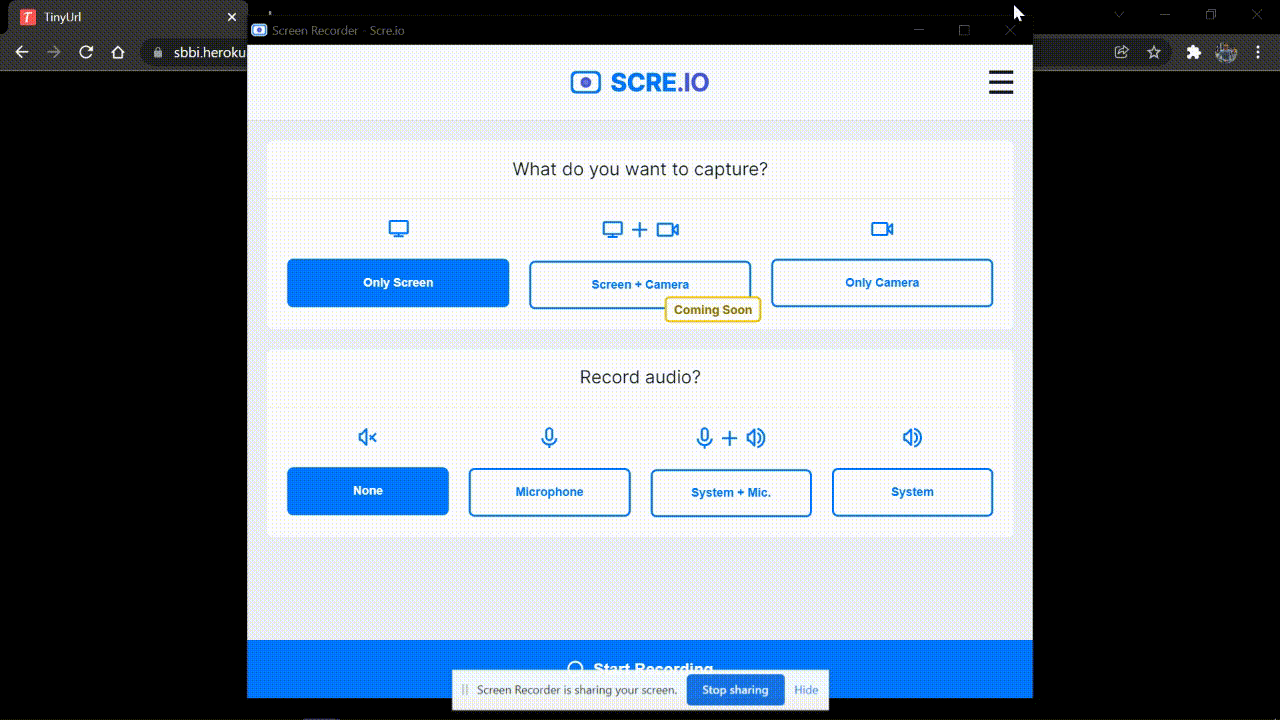 TinyUrl
sbbi.heroku
Screen Recorder - Scre.io
SCRE.IO
What do you want to capture?
Only Screen
Screen + Camera
Only Camera
Coming Soon
Record audio?
None
Microphone
System + Mic.
System
Start Recording
Screen Recorder is sharing your screen.
Stop sharing
Hide